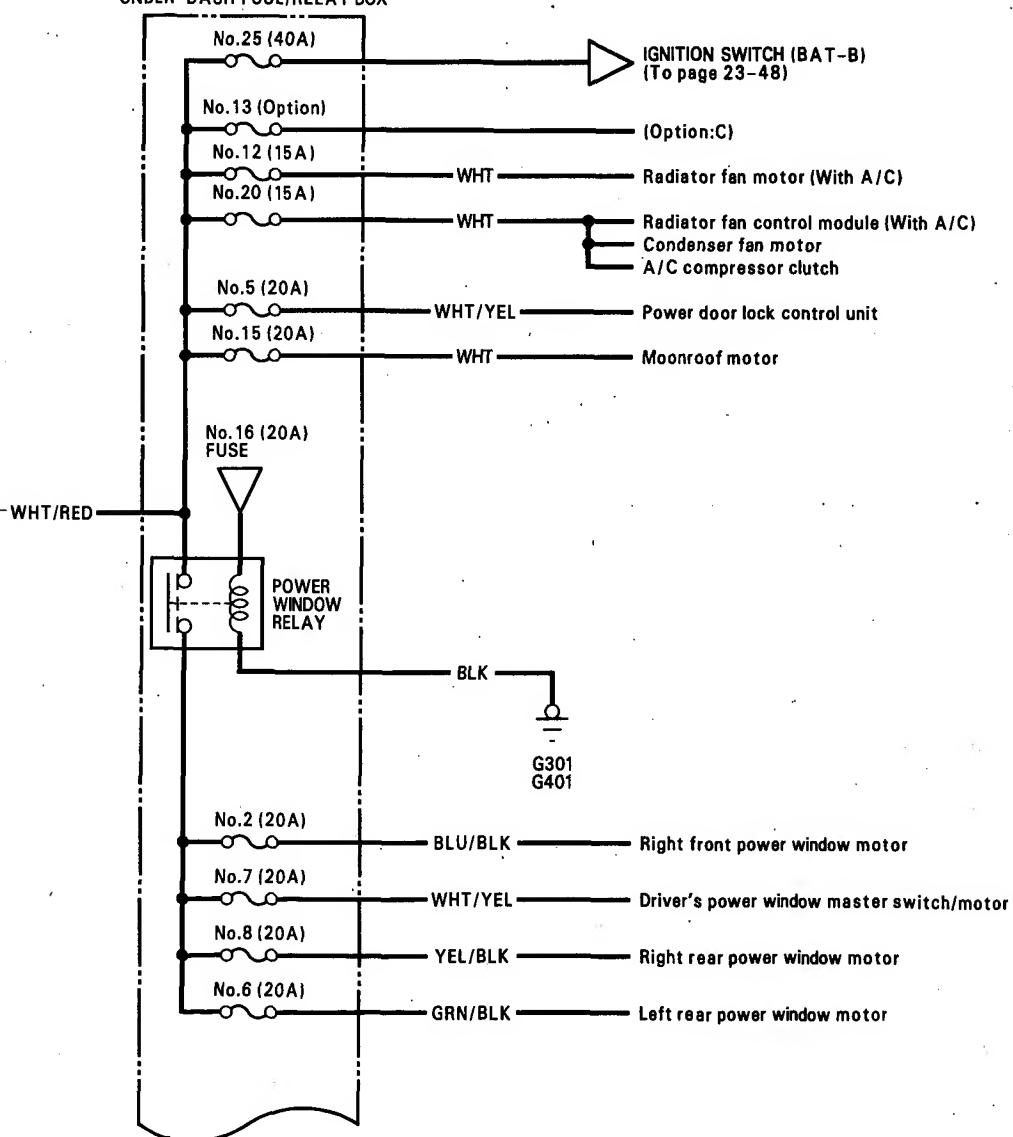 UNDER-DASH FUSE/RELAY BOX
No.25 (40A)
IGNITION SWITCH (BAT-B)
(To page 23-48)
No.13 (Option)
(Option:C)
No.12 (15A)
WHT
Radiator fan motor (With A/C)
No.20 (15A)
WHT
Radiator fan control module (With A/C)
Condenser fan motor
A/C compressor clutch
No.5 (20A)
WHT/YEL
Power door lock control unit
No.15 (20A)
WHT
Moonroof motor
No.16 (20A)
FUSE
WHT/RED
POWER
WINDOW
RELAY
BLK
G301
G401
No.2 (20A)
BLU/BLK
Right front power window motor
No.7 (20A)
WHT/YEL
Driver's power window master switch/motor
No.8 (20A)
YEL/BLK
Right rear power window motor
No.6 (20A)
GRN/BLK
Left rear power window motor